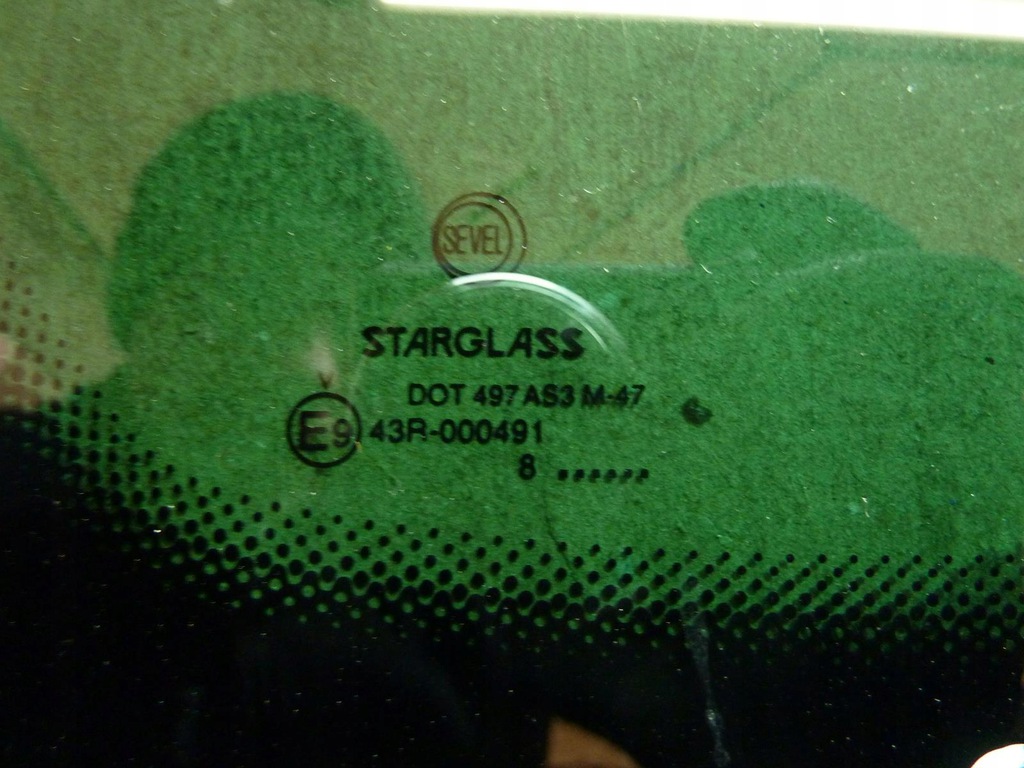 SEVEL
STARGLASS
DOT 497 AS3 M-47
V
E9 43R-000491
8 ......